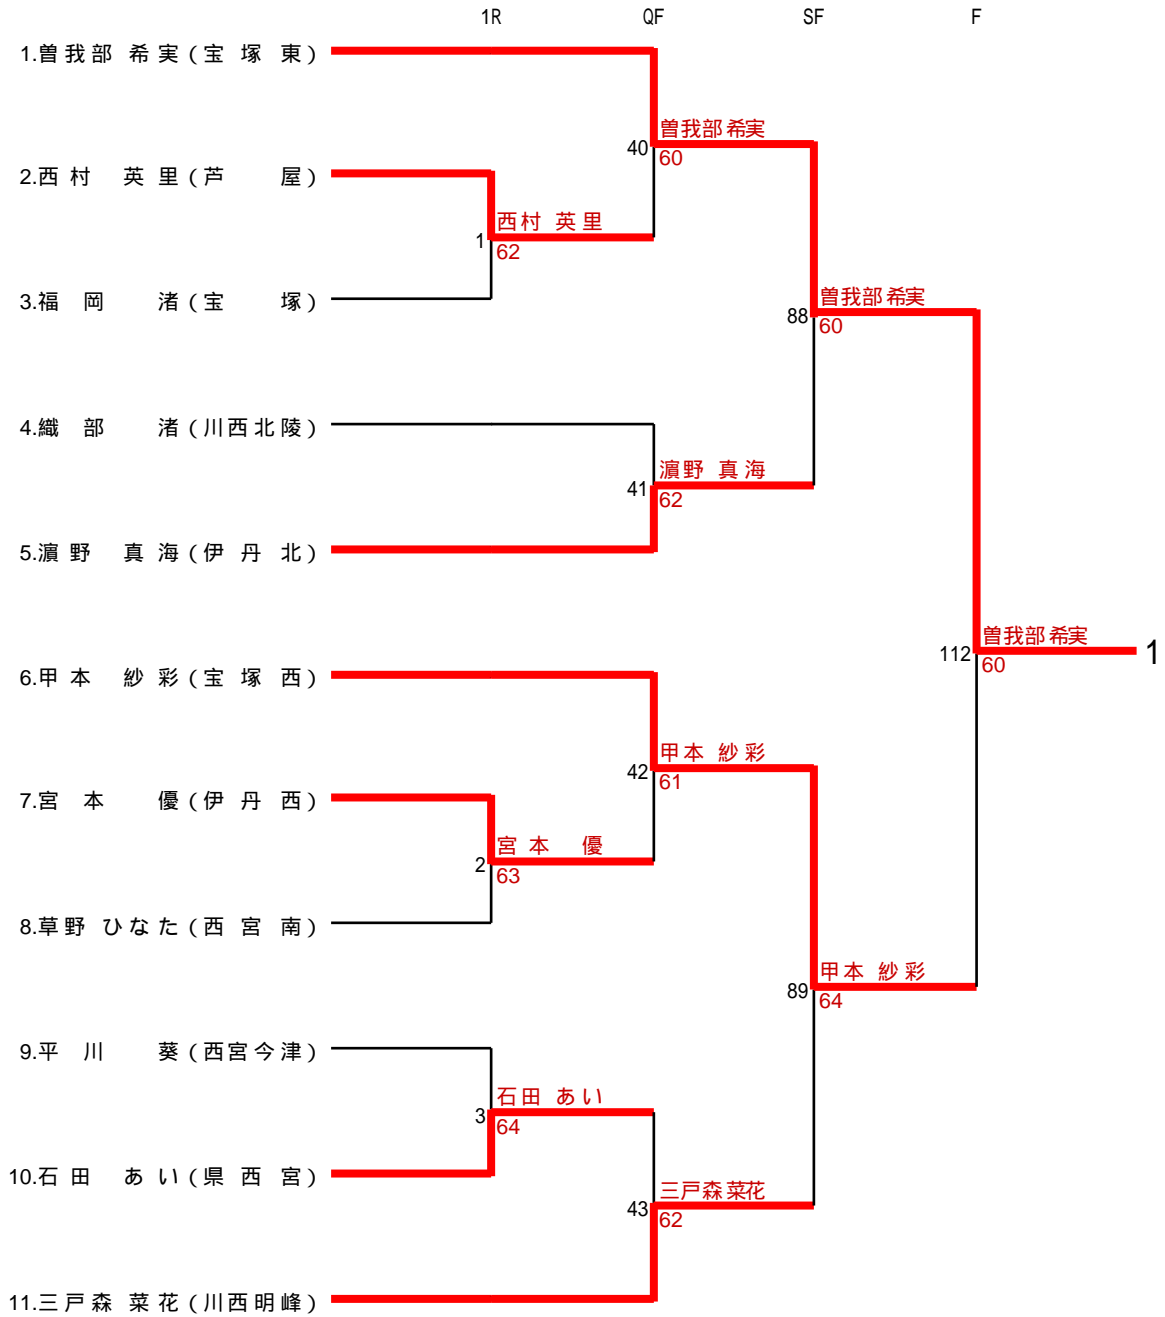 1R QF SF F
1.曽我部 希実(宝塚東)
曽我部 希実
40
60
2.西村 英里(芦屋)
西村 英里
1
62
3.福岡 渚(宝塚)
曽我部 希実
88
60
4.織部 渚(川西北陵)
濵野 真海
41
62
5.濵野 真海(伊丹北)
曽我部 希実
112
60
1
6.甲本 紗彩(宝塚西)
甲本 紗彩
42
61
7.宮本 優(伊丹西)
宮本 優
2
63
8.草野 ひなた(西宮南)
甲本 紗彩
89
64
9.平川 葵(西宮今津)
石田 あい
3
64
10.石田 あい(県西宮)
三戸森 菜花
43
62
11.三戸森 菜花(川西明峰)